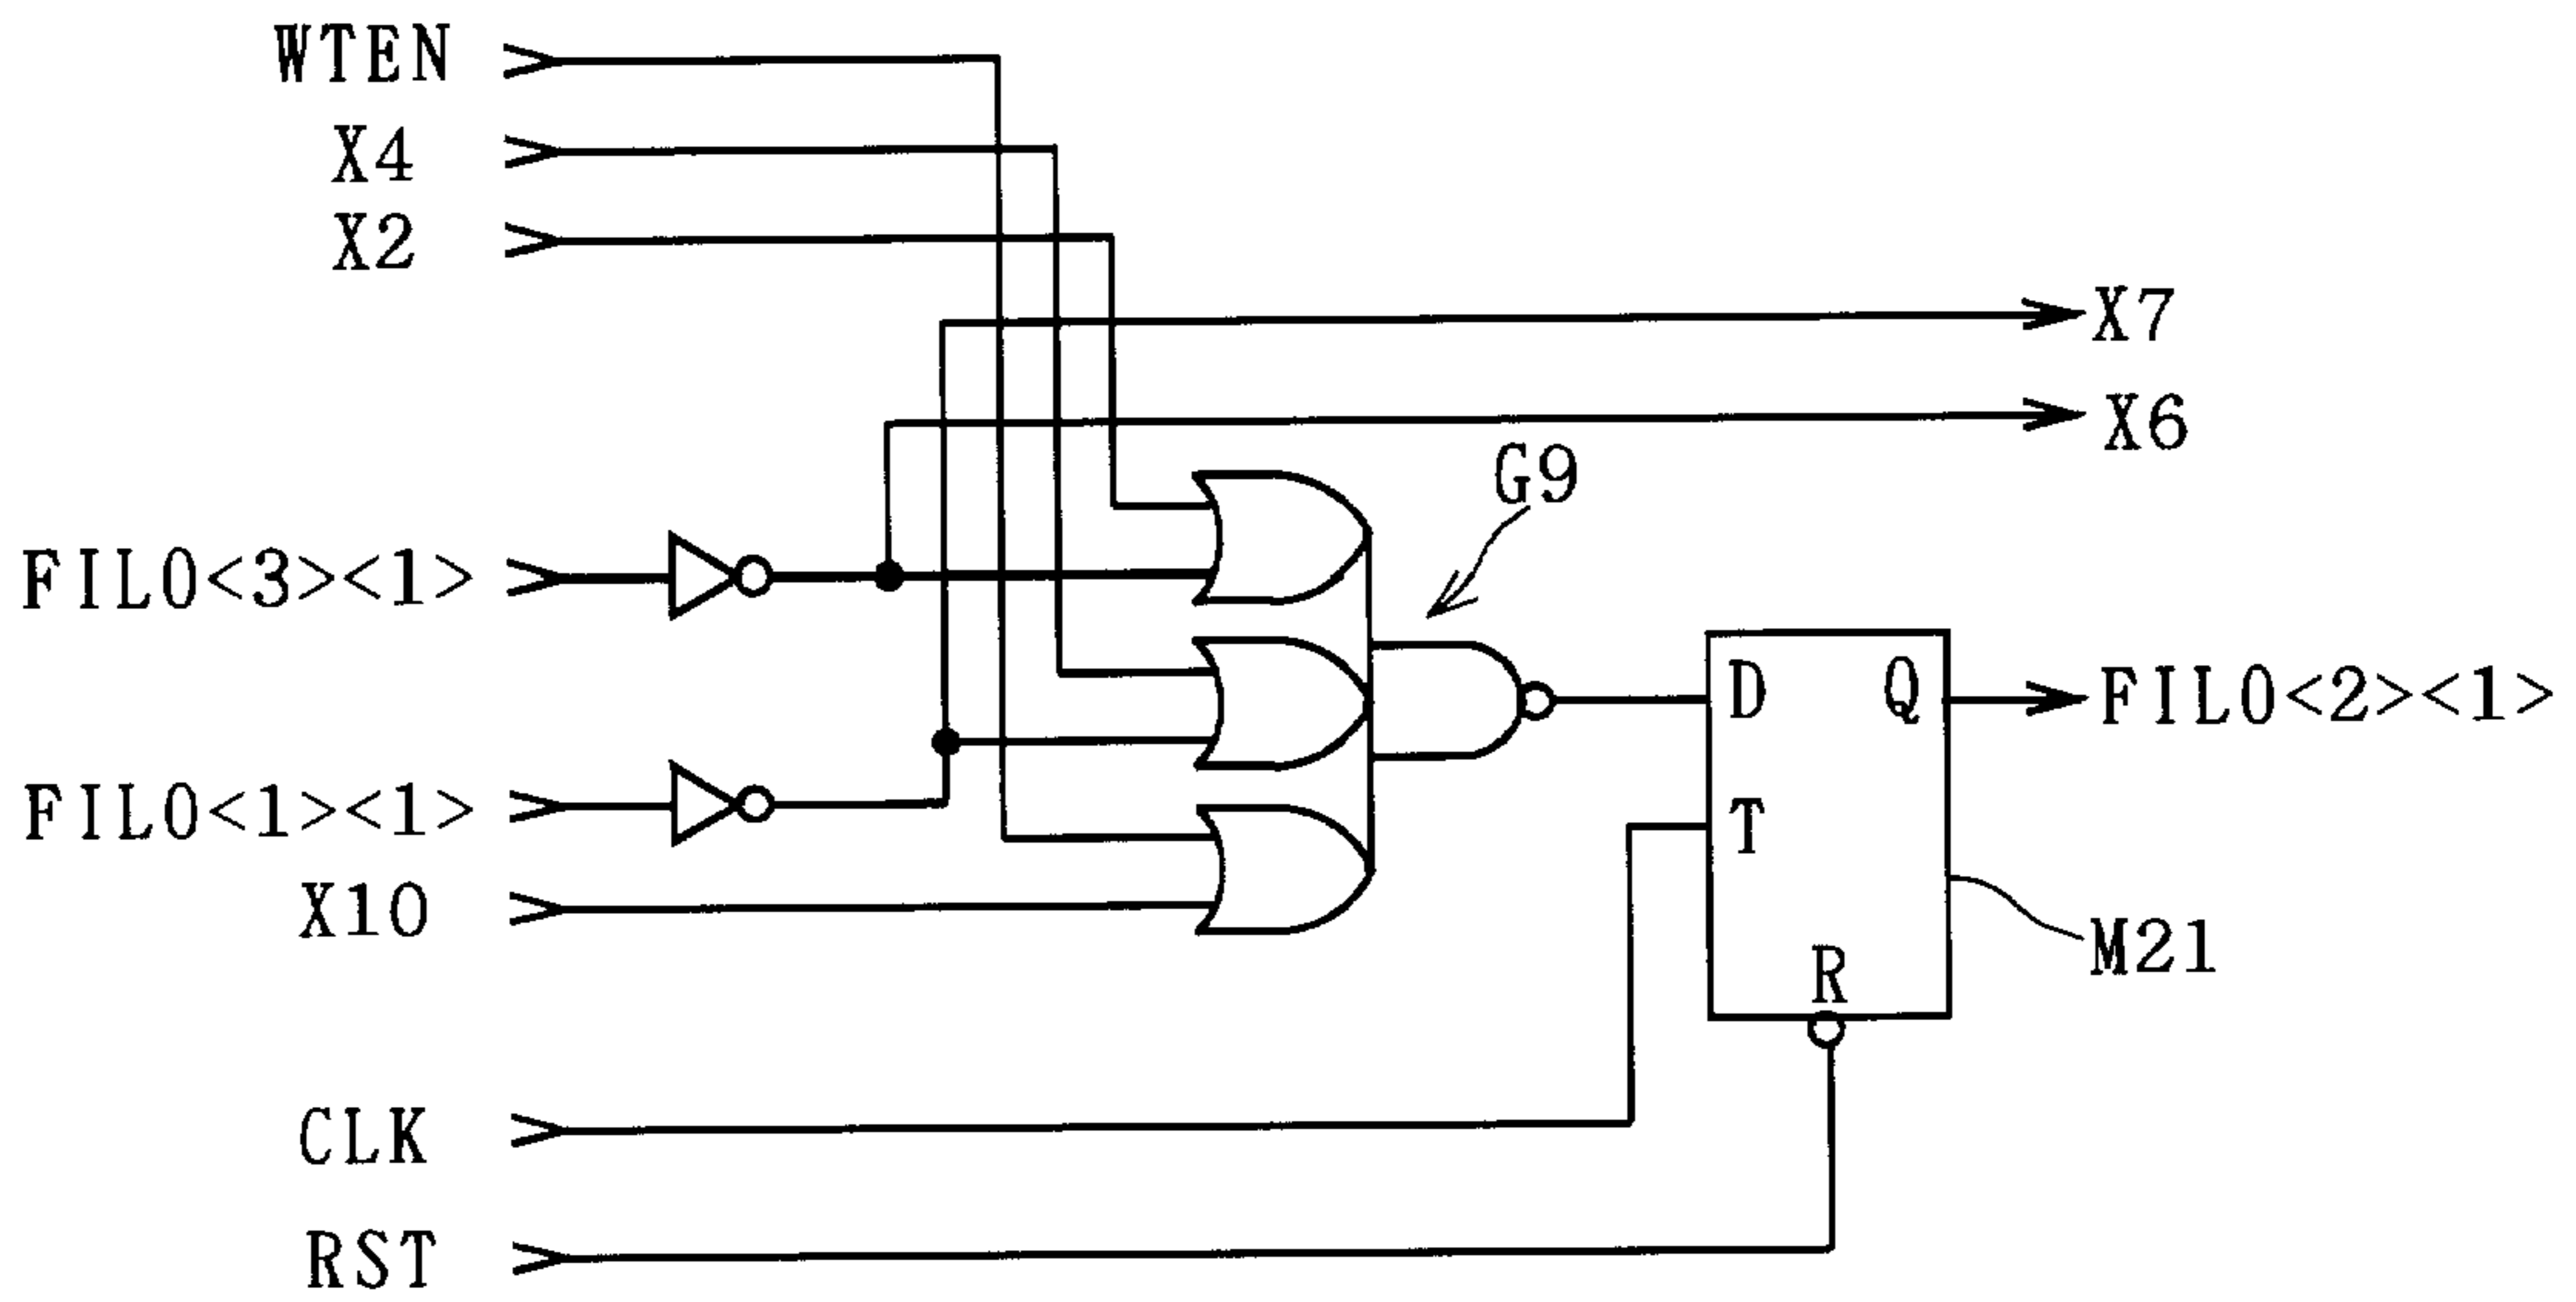 WTEN
X4
X2
X7
X6
G9
FILO<3><1>
D
Q
FILO<2><1>
FILO<1><1>
T
X10
R
M21
CLK
RST